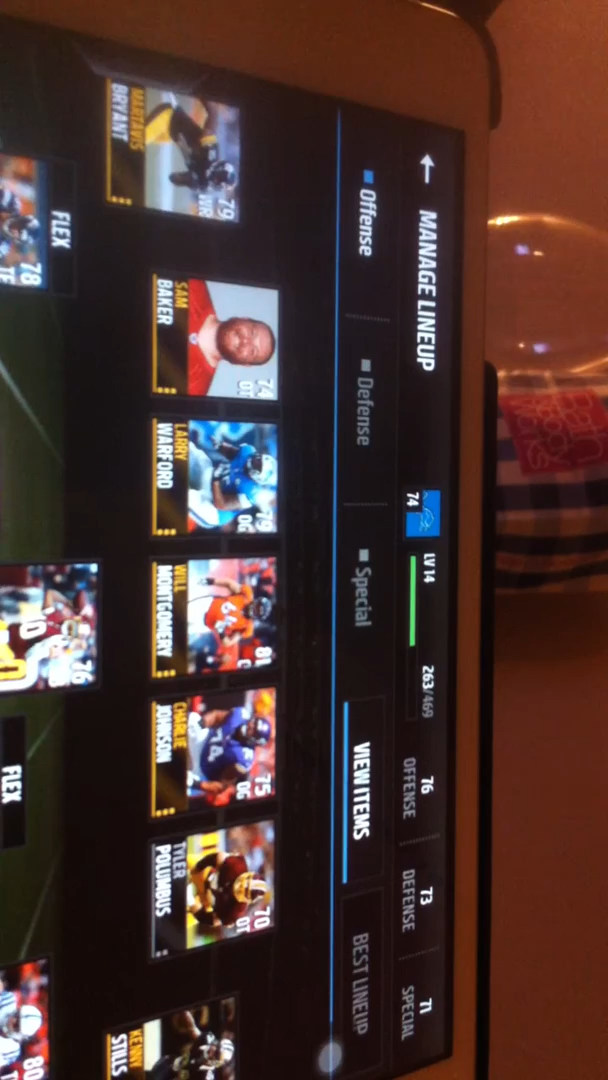 MANAGE LINEUP
74
LV 14
263/469
76
OFFENSE
73
DEFENSE
71
SPECIAL
Offense
Defense
Special
VIEW ITEMS
BEST LINEUP
79
WR
MARTAVIS
BRYANT
74
OT
SAM
BAKER
79
OG
LARRY
WARFORD
81
C
WILL
MONTGOMERY
75
OG
CHARLIE
JOHNSON
70
OT
TYLER
POLUMBUS
KENNY
STILLS
FLEX
78
TE
76
FLEX
80